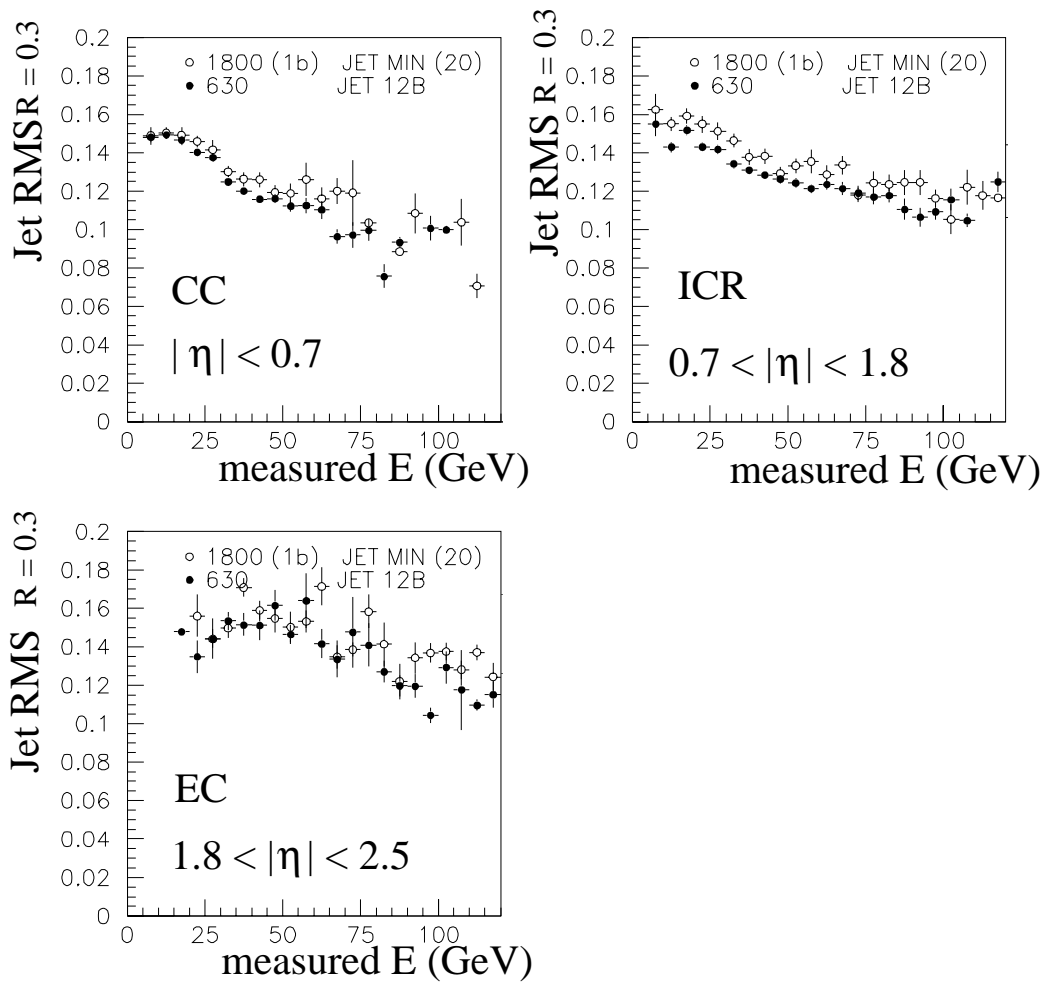 Jet RMS R = 0.3
0.2
0.18
0.16
0.14
0.12
0.1
0.08
0.06
0.04
0.02
0
1800 (1b) JET MIN (20)
630 JET 12B
CC
| η| < 0.7
0 25 50 75 100
measured E (GeV)
Jet RMS R = 0.3
0.2
0.18
0.16
0.14
0.12
0.1
0.08
0.06
0.04
0.02
0
1800 (1b) JET MIN (20)
630 JET 12B
ICR
0.7 < |η| < 1.8
0 25 50 75 100
measured E (GeV)
Jet RMS R = 0.3
0.2
0.18
0.16
0.14
0.12
0.1
0.08
0.06
0.04
0.02
0
1800 (1b) JET MIN (20)
630 JET 12B
EC
1.8 < |η| < 2.5
0 25 50 75 100
measured E (GeV)